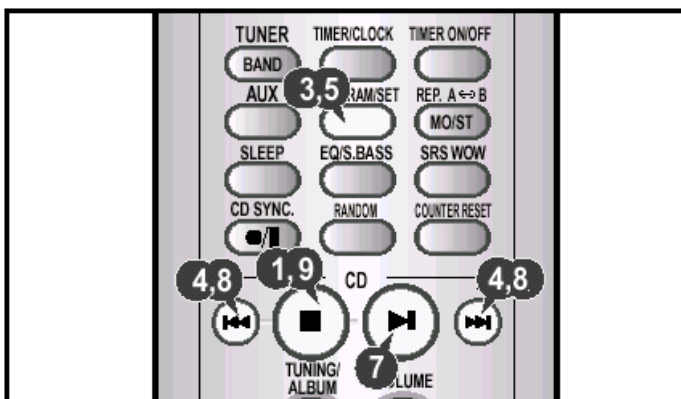 TUNER TIMER/CLOCK TIMER ON/OFF
BAND
AUX 3,5 RAM/SET REP. A⇔B
MO/ST
SLEEP EQ/S.BASS SRS WOW
CD SYNC. RANDOM COUNTER RESET
4,8 1,9 CD 4,8
TUNING/
ALBUM 7 LUME